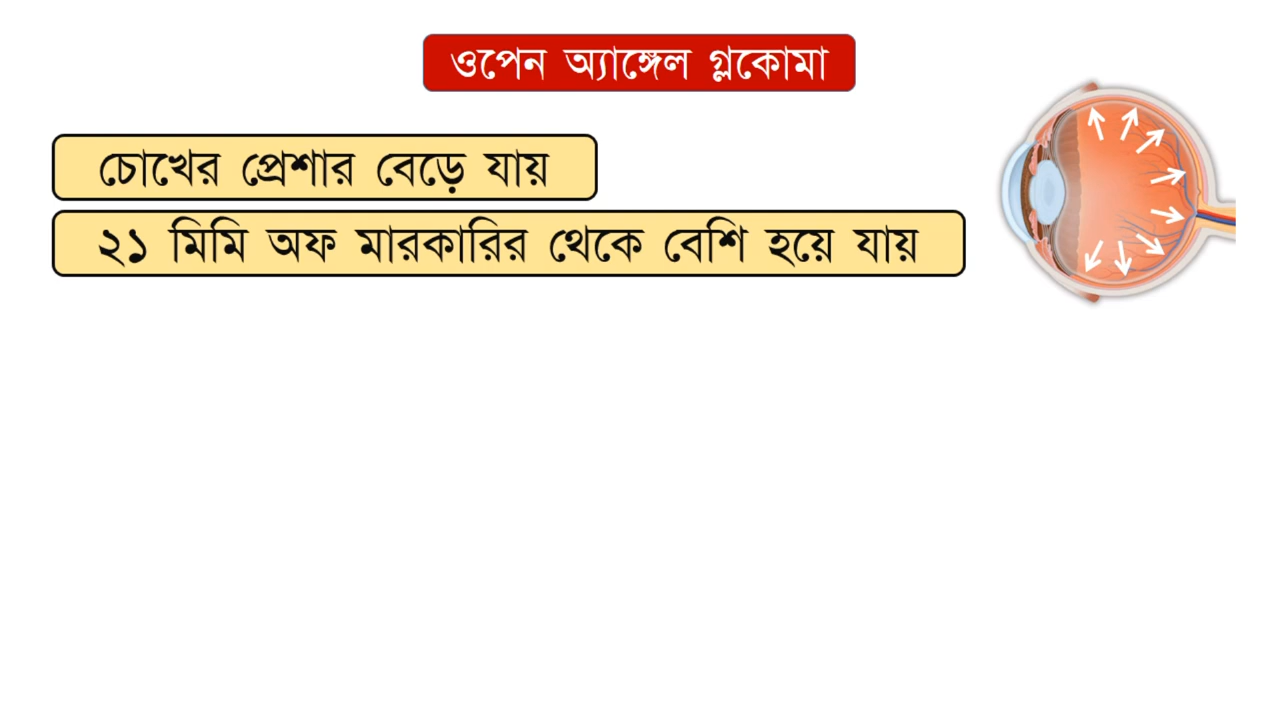 ওপেন অ্যাঙ্গেল গ্লকোমা
চোখের প্রেশার বেড়ে যায়
২১ মিমি অফ মারকারির থেকে বেশি হয়ে যায়